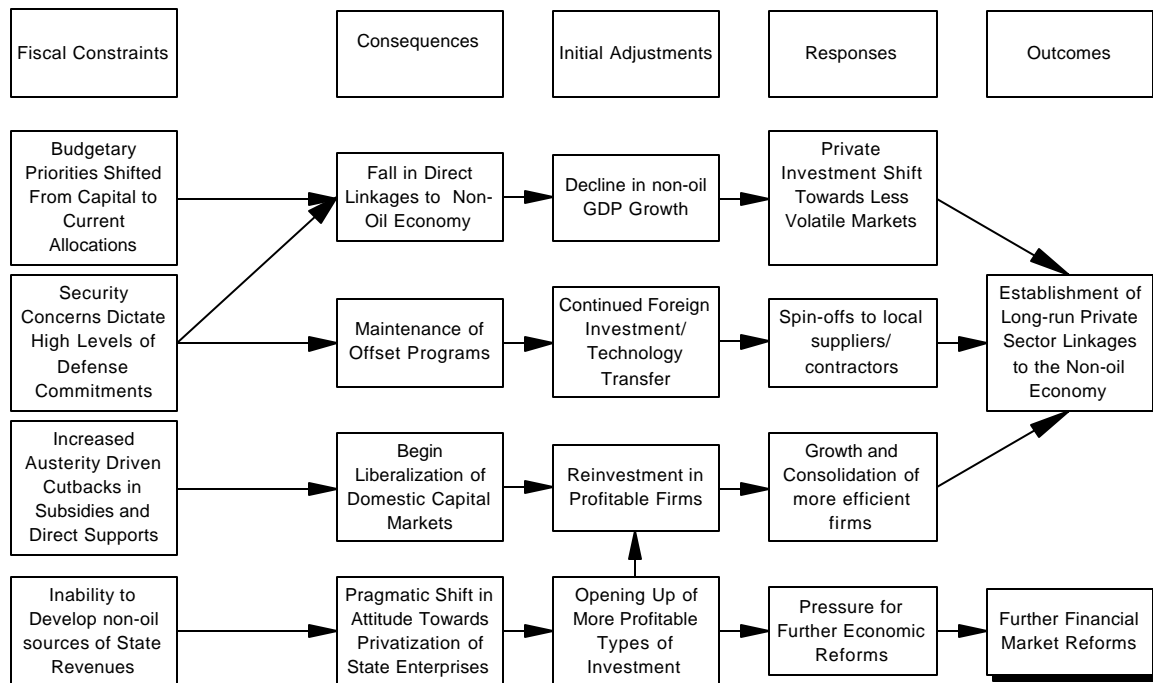 Fiscal Constraints
Consequences
Initial Adjustments
Responses
Outcomes
Budgetary
Priorities Shifted
From Capital to
Current
Allocations
Fall in Direct
Linkages to Non-
Oil Economy
Decline in non-oil
GDP Growth
Private
Investment Shift
Towards Less
Volatile Markets
Security
Concerns Dictate
High Levels of
Defense
Commitments
Maintenance of
Offset Programs
Continued Foreign
Investment/
Technology
Transfer
Spin-offs to local
suppliers/
contractors
Establishment of
Long-run Private
Sector Linkages
to the Non-oil
Economy
Increased
Austerity Driven
Cutbacks in
Subsidies and
Direct Supports
Begin
Liberalization of
Domestic Capital
Markets
Reinvestment in
Profitable Firms
Growth and
Consolidation of
more efficient
firms
Inability to
Develop non-oil
sources of State
Revenues
Pragmatic Shift in
Attitude Towards
Privatization of
State Enterprises
Opening Up of
More Profitable
Types of
Investment
Pressure for
Further Economic
Reforms
Further Financial
Market Reforms